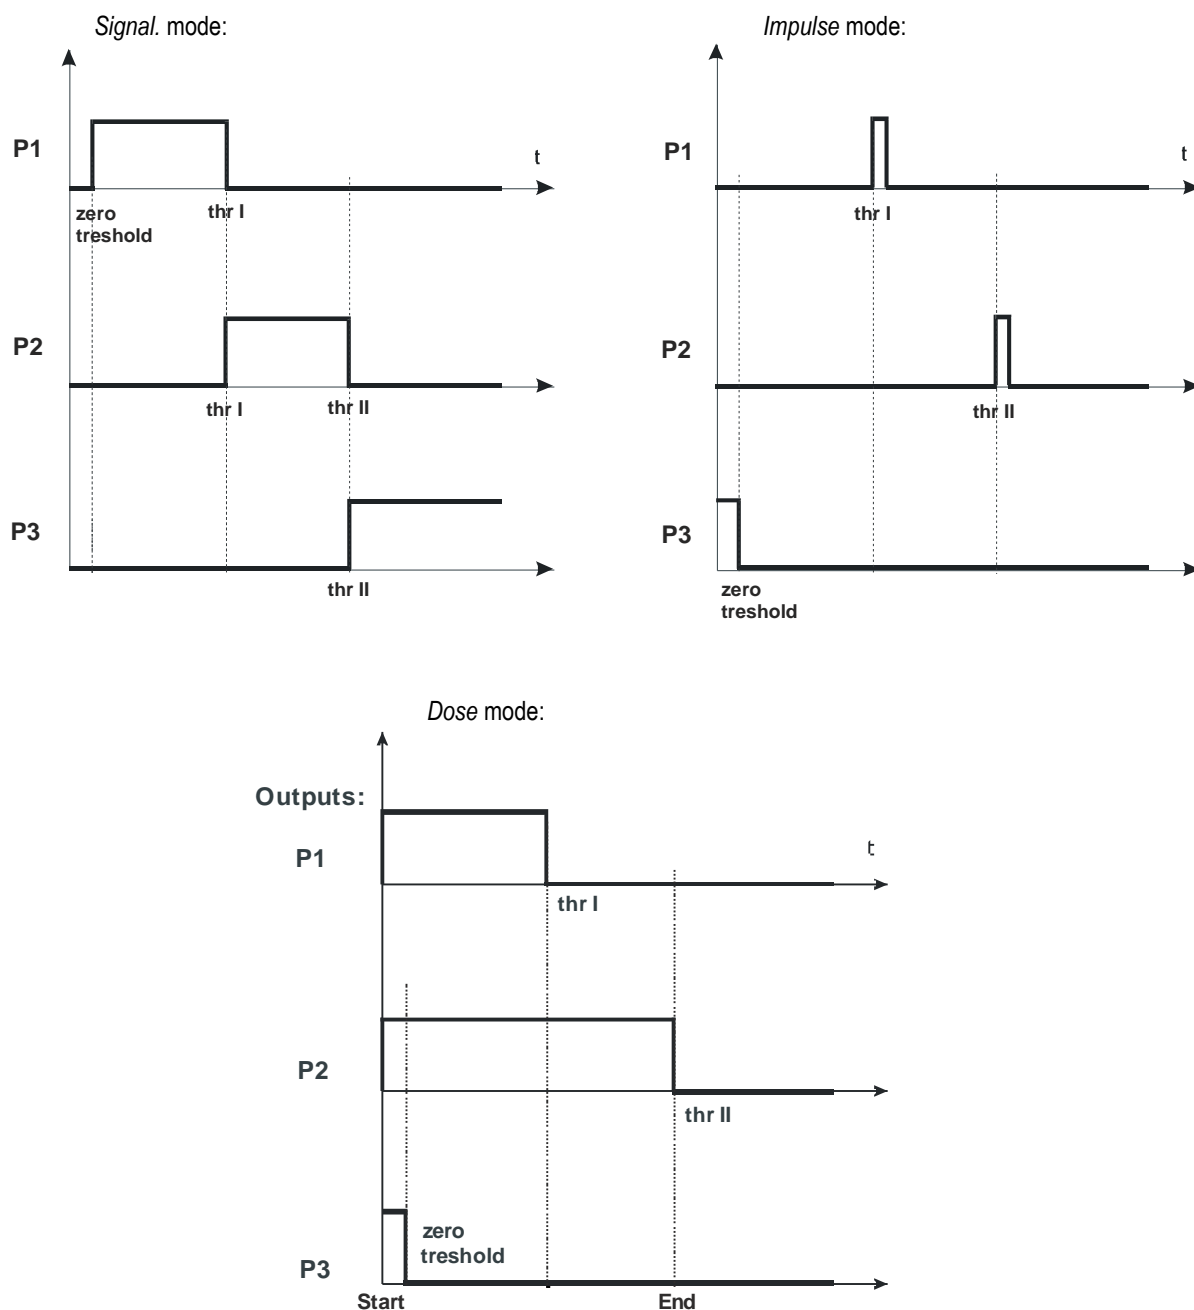 Signal. mode:
P1
t
zero
treshold
thr I
P2
thr I
thr II
P3
thr II
Impulse mode:
P1
t
thr I
P2
thr II
P3
zero
treshold
Dose mode:
Outputs:
P1
t
thr I
P2
thr II
zero
treshold
P3
Start
End